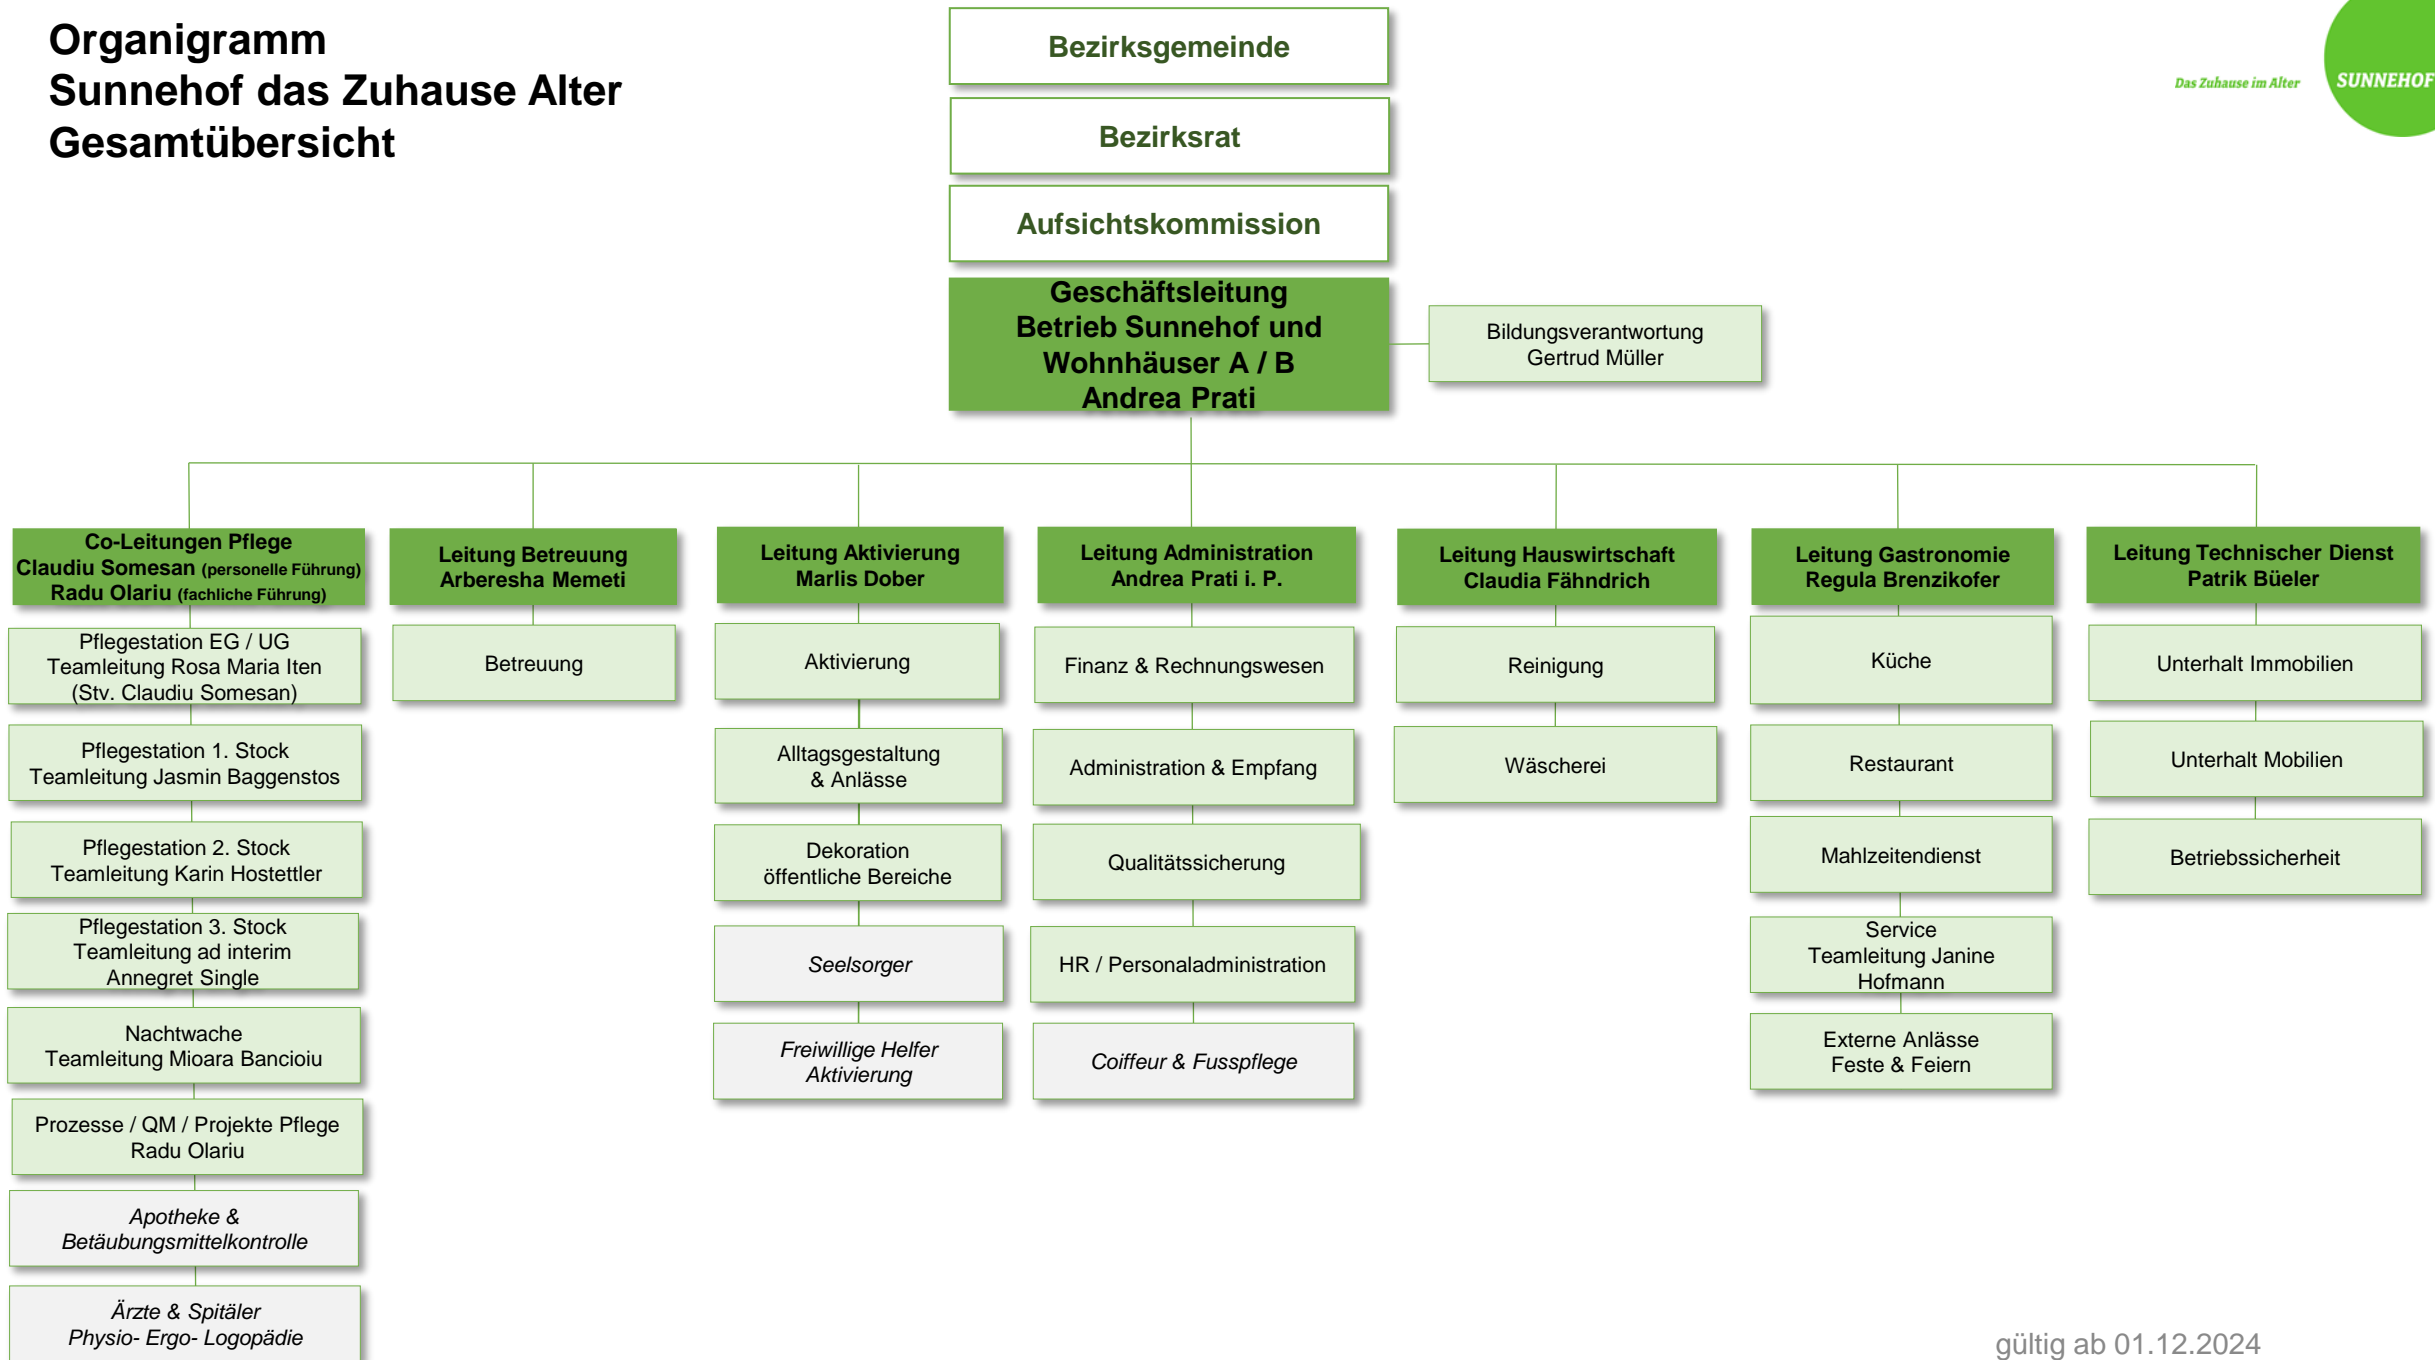 Organigramm
Sunnehof das Zuhause Alter
Gesamtübersicht
Das Zuhause im Alter
SUNNEHOF
Bezirksgemeinde
Bezirksrat
Aufsichtskommission
Geschäftsleitung
Betrieb Sunnehof und
Wohnhäuser A / B
Andrea Prati
Bildungsverantwortung
Gertrud Müller
Co-Leitungen Pflege
Claudiu Somesan (personelle Führung)
Radu Olariu (fachliche Führung)
Pflegestation EG / UG
Teamleitung Rosa Maria Iten
(Stv. Claudiu Somesan)
Pflegestation 1. Stock
Teamleitung Jasmin Baggenstos
Pflegestation 2. Stock
Teamleitung Karin Hostettler
Pflegestation 3. Stock
Teamleitung ad interim
Annegret Single
Nachtwache
Teamleitung Mioara Bancioiu
Prozesse / QM / Projekte Pflege
Radu Olariu
Apotheke &
Betäubungsmittelkontrolle
Ärzte & Spitäler
Physio- Ergo- Logopädie
Leitung Betreuung
Arberesha Memeti
Betreuung
Leitung Aktivierung
Marlis Dober
Aktivierung
Alltagsgestaltung
& Anlässe
Dekoration
öffentliche Bereiche
Seelsorger
Freiwillige Helfer
Aktivierung
Leitung Administration
Andrea Prati i. P.
Finanz & Rechnungswesen
Administration & Empfang
Qualitätssicherung
HR / Personaladministration
Coiffeur & Fusspflege
Leitung Hauswirtschaft
Claudia Fähndrich
Reinigung
Wäscherei
Leitung Gastronomie
Regula Brenzikofer
Küche
Restaurant
Mahlzeitendienst
Service
Teamleitung Janine
Hofmann
Externe Anlässe
Feste & Feiern
Leitung Technischer Dienst
Patrik Büeler
Unterhalt Immobilien
Unterhalt Mobilien
Betriebssicherheit
gültig ab 01.12.2024